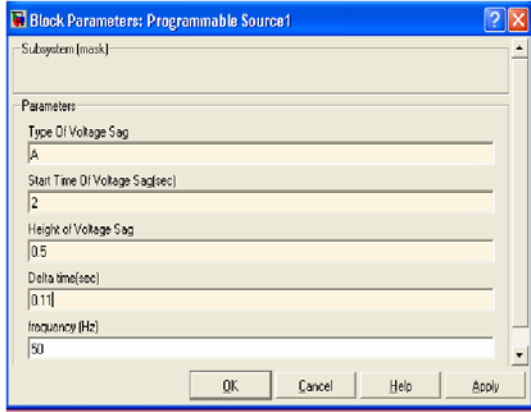 Block Parameters: Programmable Source1
Subsystem (mask)
Parameters
Type Of Voltage Sag
A
Start Time Of Voltage Sag(sec)
2
Height of Voltage Sag
0.5
Delta time(sec)
0.11
frequency (Hz)
50
OK Cancel Help Apply